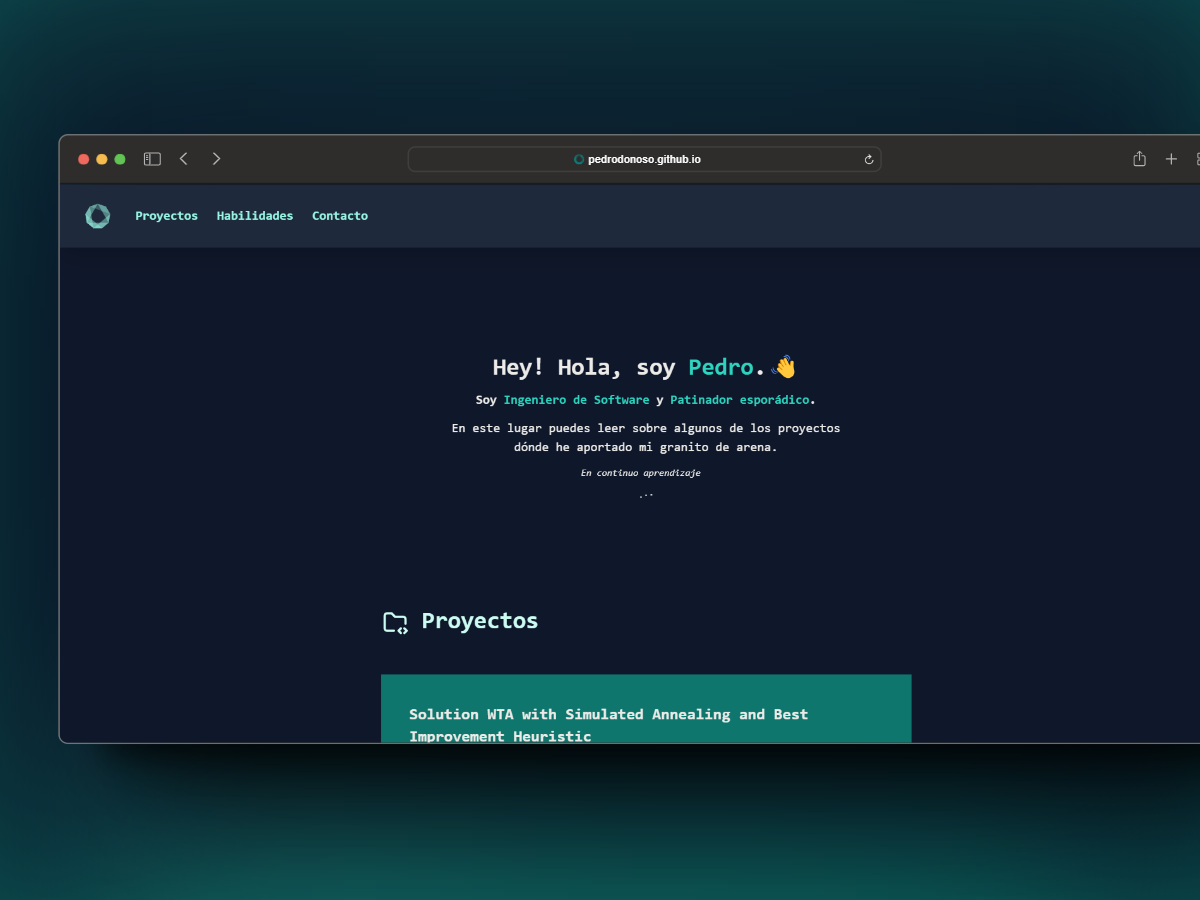 pedrodonoso.github.io
Proyectos Habilidades Contacto
Hey! Hola, soy Pedro.👋
Soy Ingeniero de Software y Patinador esporádico.
En este lugar puedes leer sobre algunos de los proyectos
dónde he aportado mi granito de arena.
En continuo aprendizaje
...
Proyectos
Solution WTA with Simulated Annealing and Best
Improvement Heuristic